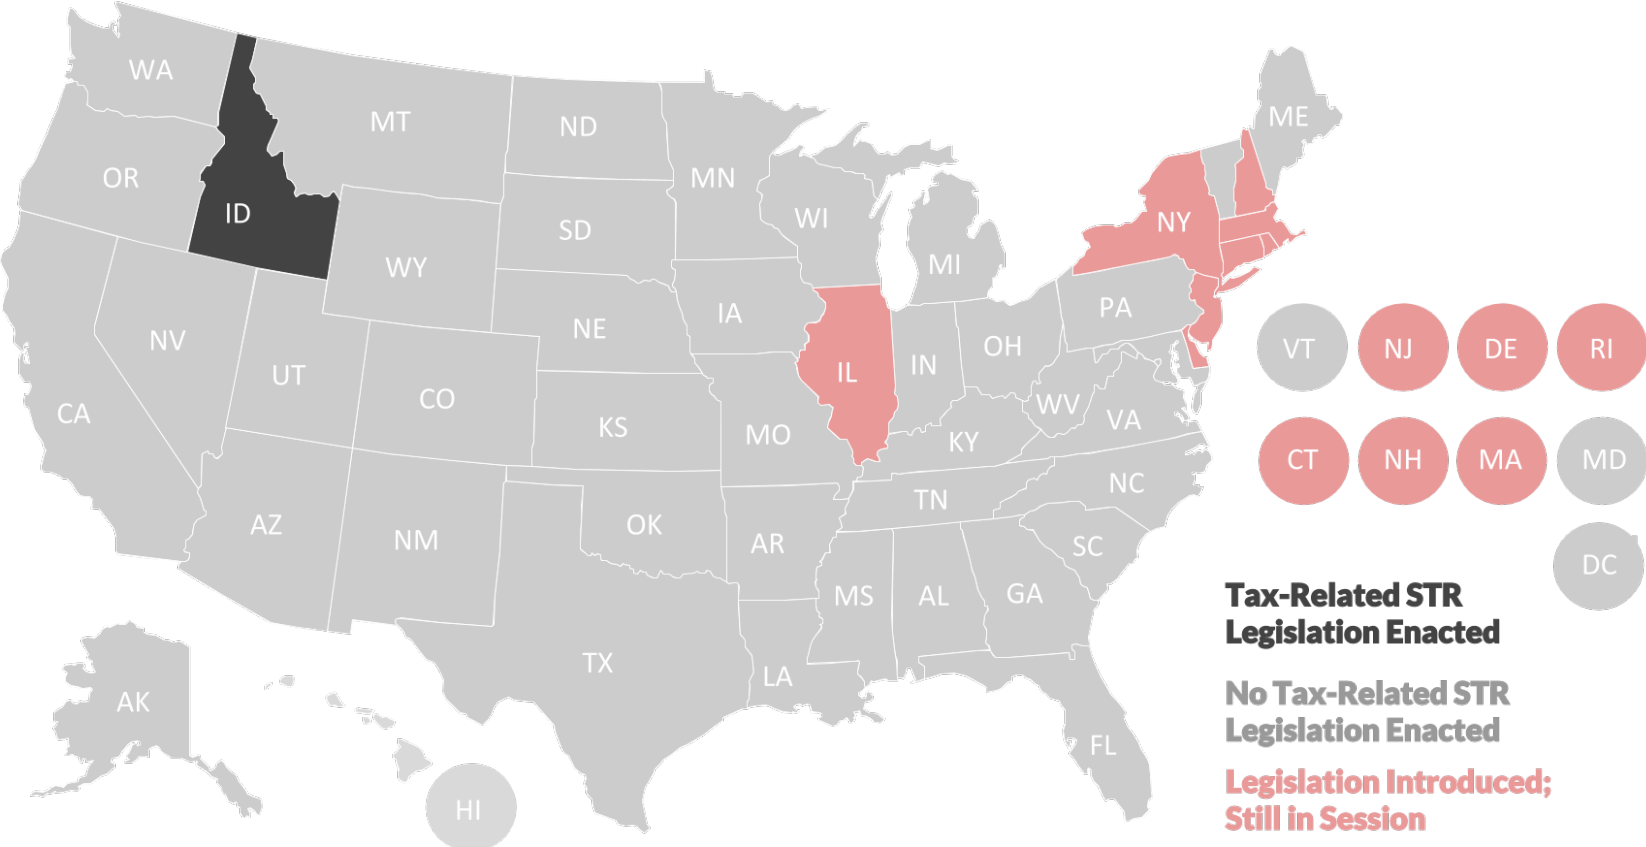 WA
MT
ND
MN
ME
OR
ID
SD
WI
NY
WY
MI
IA
PA
NE
NV
UT
CO
IL
IN
OH
VT
NJ
DE
RI
CA
KS
MO
WV
VA
KY
CT
NH
MA
MD
AZ
NM
OK
AR
TN
NC
SC
DC
MS
AL
GA
TX
LA
FL
AK
HI
Tax-Related STR
Legislation Enacted
No Tax-Related STR
Legislation Enacted
Legislation Introduced;
Still in Session